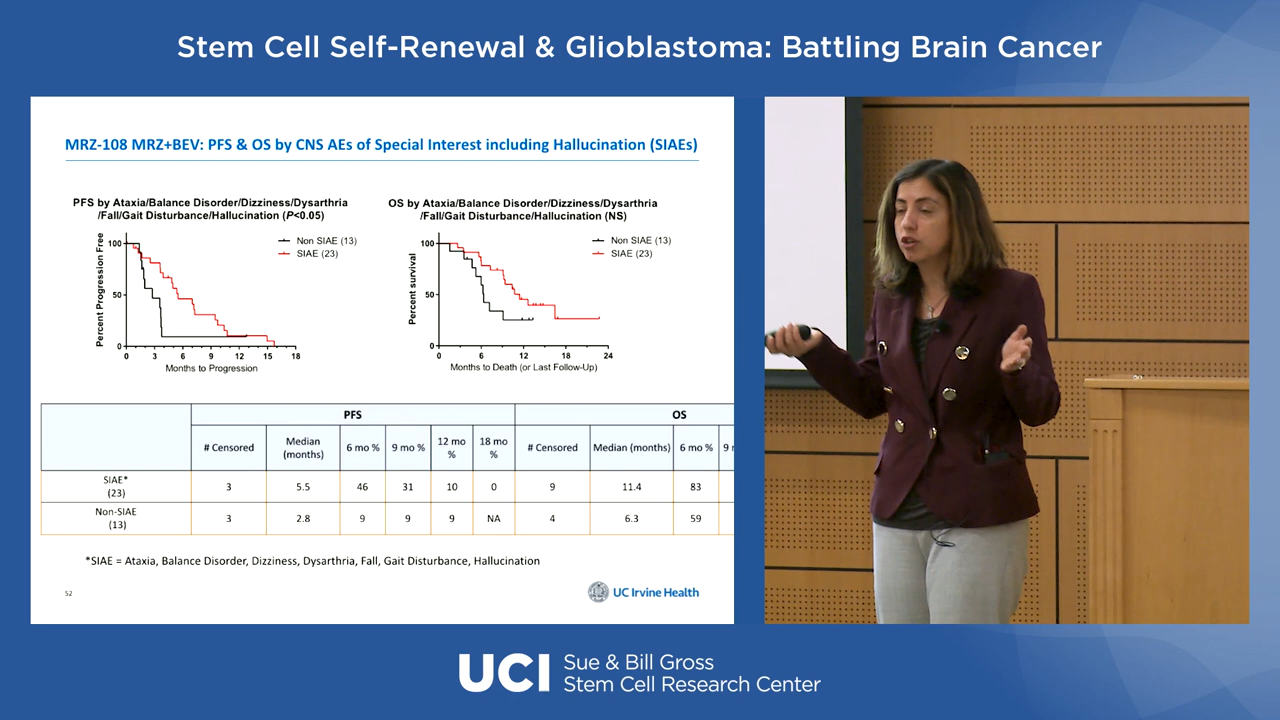 Stem Cell Self-Renewal & Glioblastoma: Battling Brain Cancer
MRZ-108 MRZ+BEV: PFS & OS by CNS AEs of Special Interest including Hallucination (SIAEs)
PFS by Ataxia/Balance Disorder/Dizziness/Dysarthria
/Fall/Gait Disturbance/Hallucination (P<0.05)
Percent Progression Free
100
50
0
Non SIAE (13)
SIAE (23)
0 3 6 9 12 15 18
Months to Progression
OS by Ataxia/Balance Disorder/Dizziness/Dysarthria
/Fall/Gait Disturbance/Hallucination (NS)
Percent survival
100
50
0
Non SIAE (13)
SIAE (23)
0 6 12 18 24
Months to Death (or Last Follow-Up)
PFS OS
# Censored Median (months) 6 mo % 9 mo % 12 mo % 18 mo % # Censored Median (months) 6 mo % 9 m
SIAE* (23) 3 5.5 46 31 10 0 9 11.4 83
Non-SIAE (13) 3 2.8 9 9 9 NA 4 6.3 59
*SIAE = Ataxia, Balance Disorder, Dizziness, Dysarthria, Fall, Gait Disturbance, Hallucination
52
UC Irvine Health
UCI
Sue & Bill Gross
Stem Cell Research Center